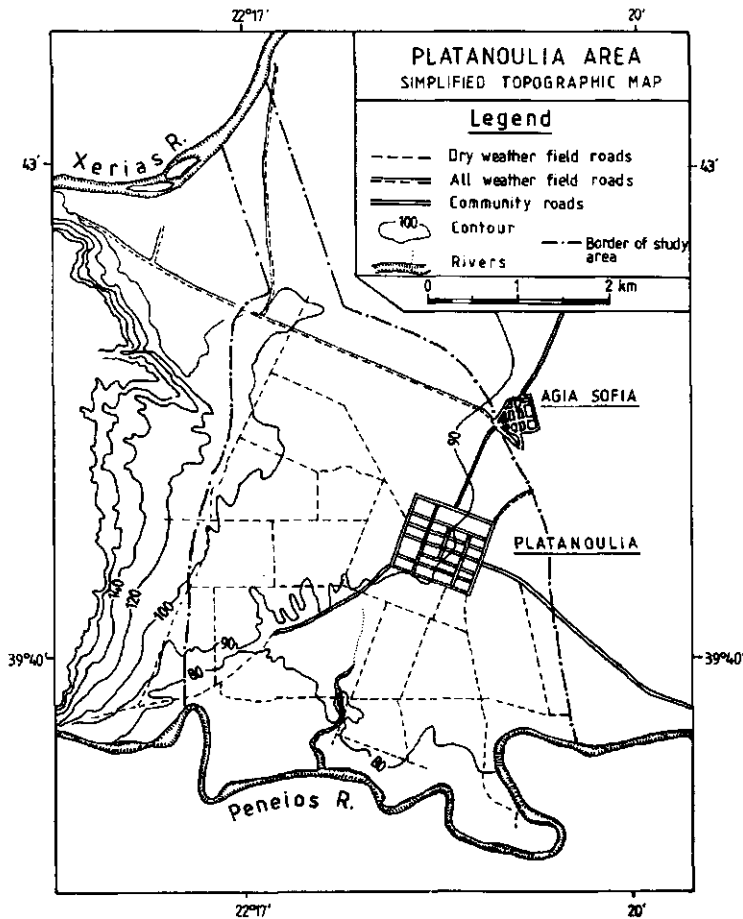 22°17'
20'
PLATANOULIA AREA
SIMPLIFIED TOPOGRAPHIC MAP
Legend
Dry weather field roads
All weather field roads
Community roads
100
Contour
Border of study
area
Rivers
0 1 2 km
Xerias R.
43'
43'
AGIA SOFIA
90
PLATANOULIA
140
120
100
90
80
39°40'
39°40'
80
Peneios R.
22°17'
20'